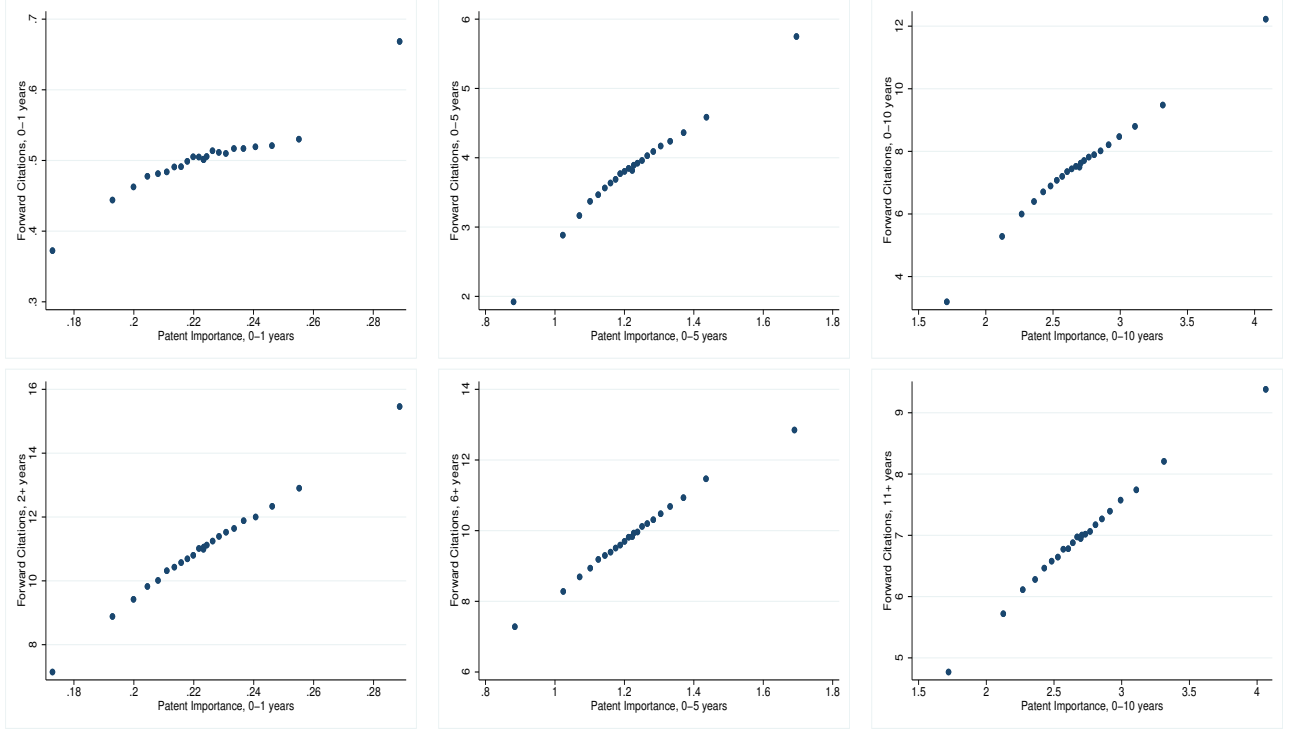 Forward Citations, 0−1 years
.3 .4 .5 .6 .7
.18 .2 .22 .24 .26 .28
Patent Importance, 0−1 years
Forward Citations, 0−5 years
2 3 4 5 6
.8 1 1.2 1.4 1.6 1.8
Patent Importance, 0−5 years
Forward Citations, 0−10 years
4 6 8 10 12
1.5 2 2.5 3 3.5 4
Patent Importance, 0−10 years
Forward Citations, 2+ years
8 10 12 14 16
.18 .2 .22 .24 .26 .28
Patent Importance, 0−1 years
Forward Citations, 6+ years
6 8 10 12 14
.8 1 1.2 1.4 1.6 1.8
Patent Importance, 0−5 years
Forward Citations, 11+ years
5 6 7 8 9
1.5 2 2.5 3 3.5 4
Patent Importance, 0−10 years